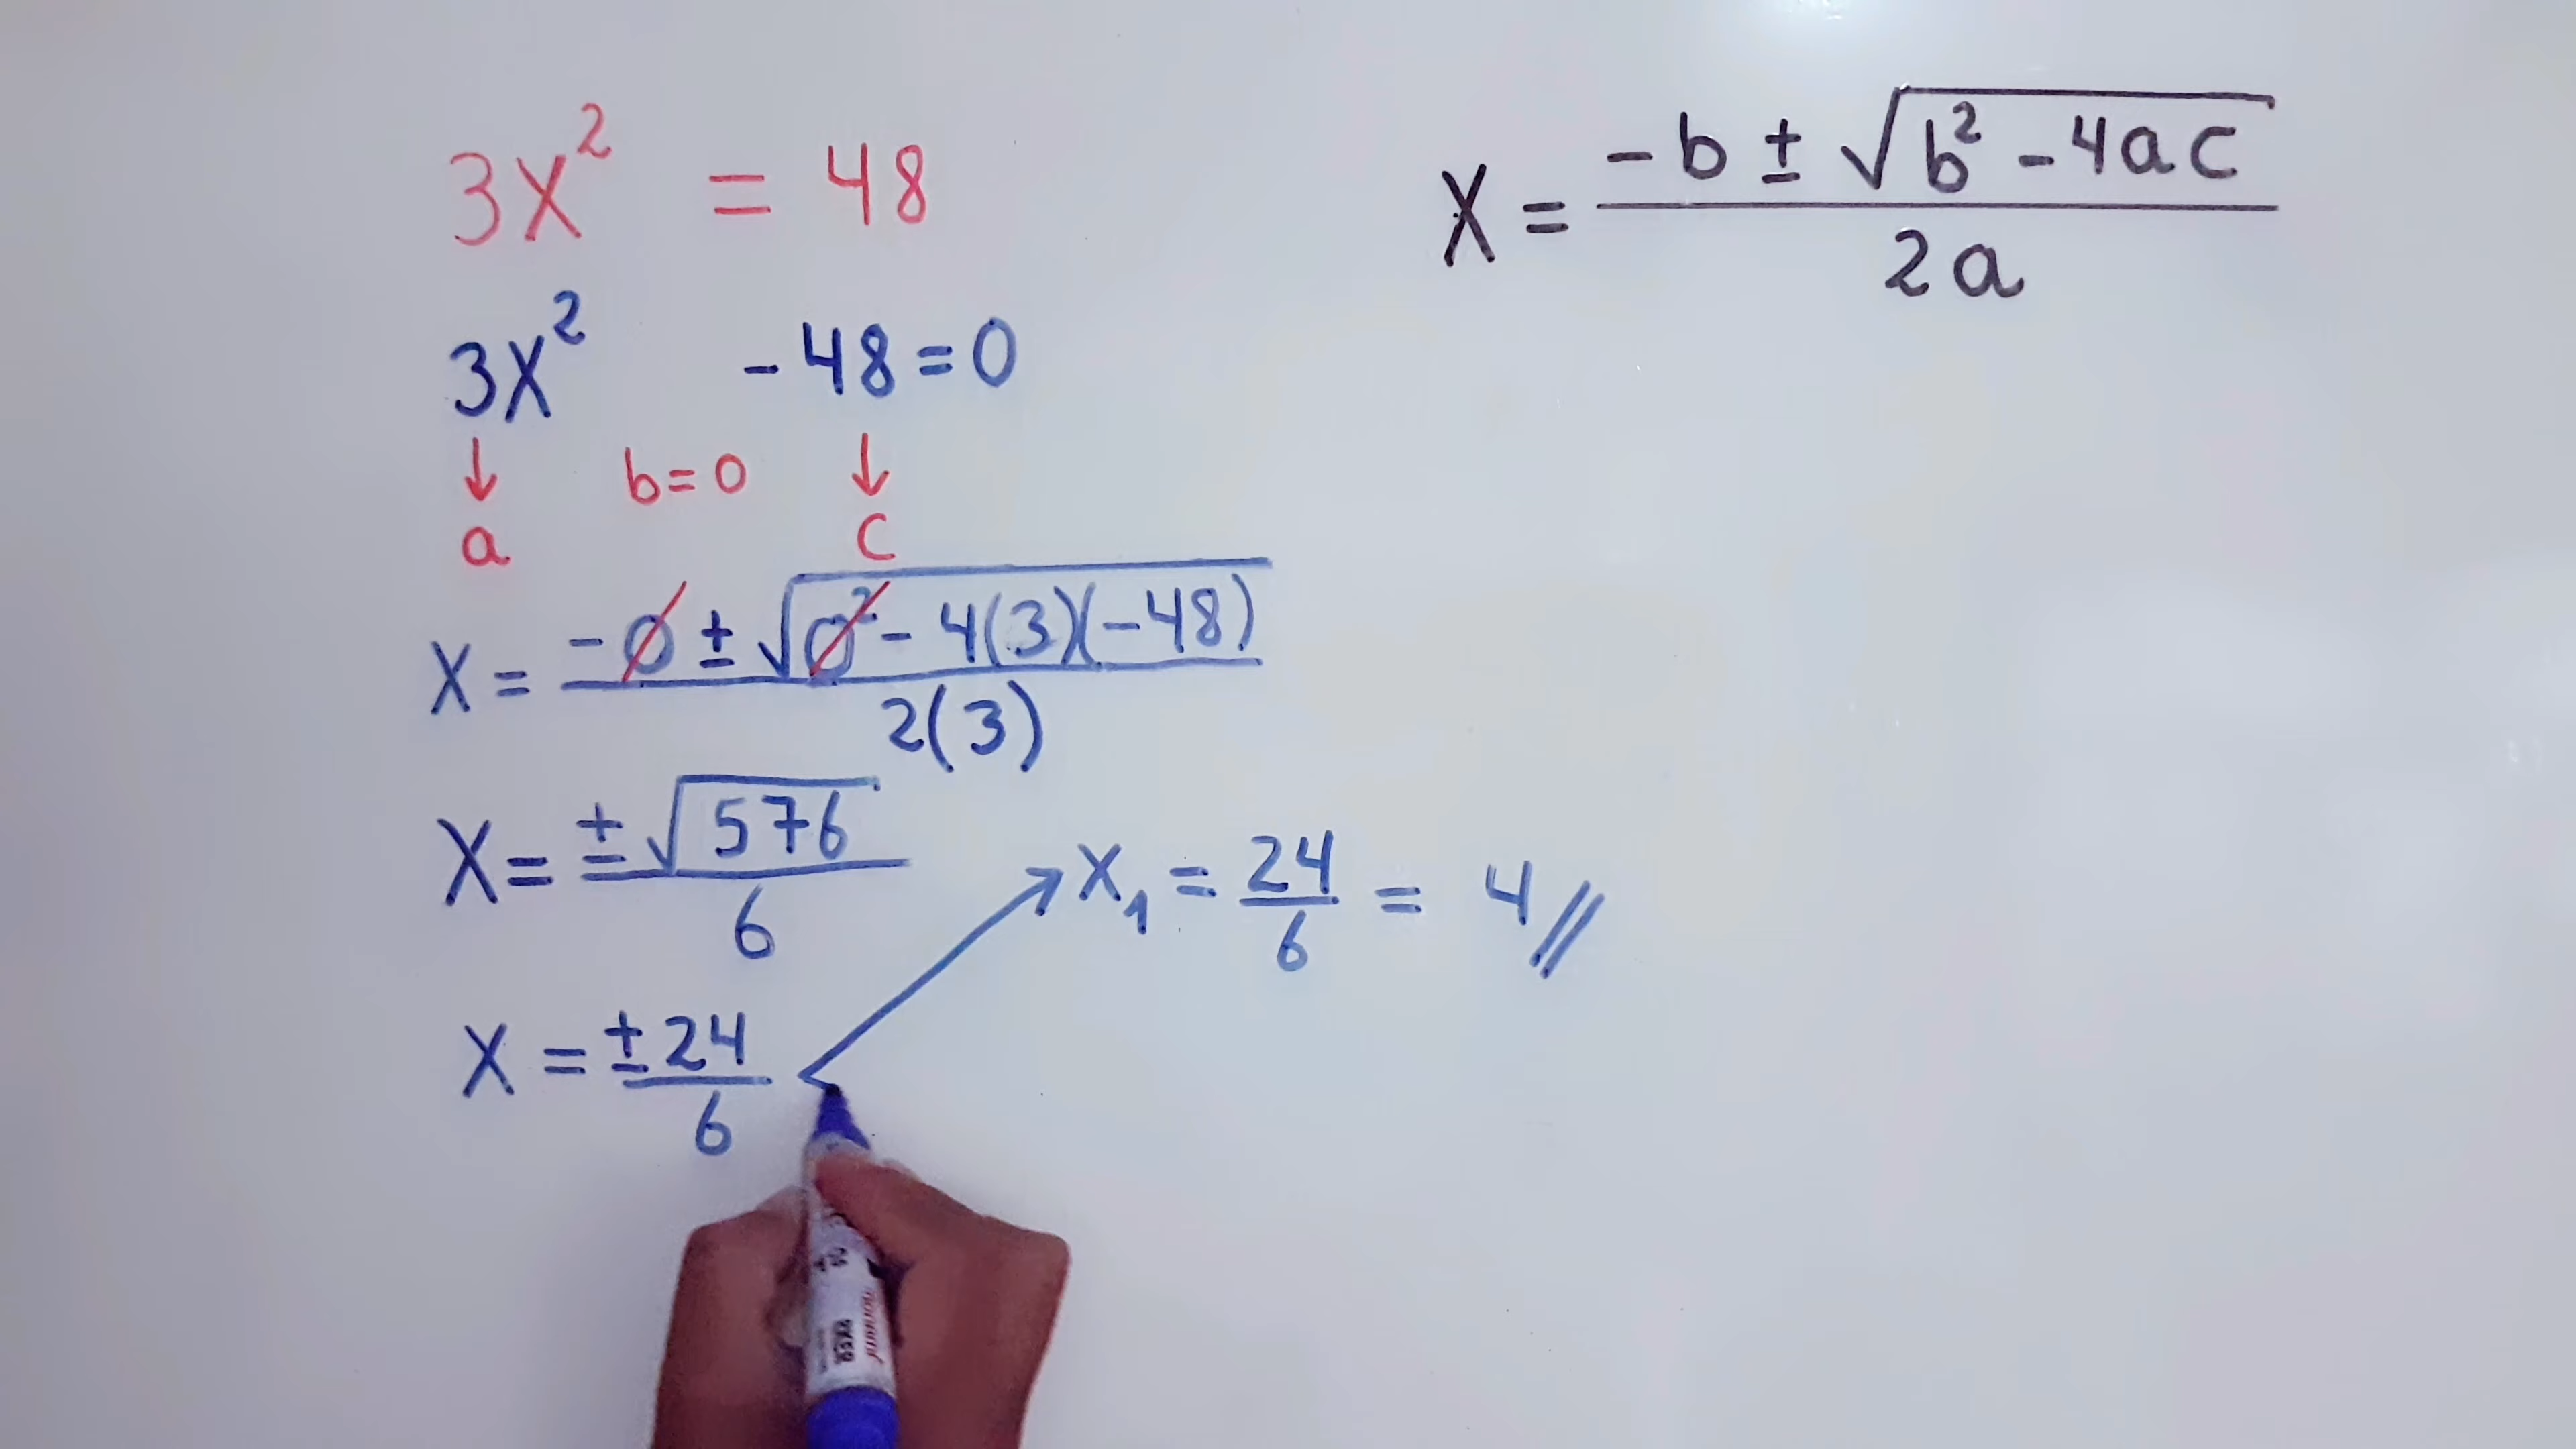 3x² = 48
x = (-b ± √(b² - 4ac)) / 2a
3x² - 48 = 0
↓ b = 0 ↓
a c
x = (-0 ± √(0² - 4(3)(-48))) / 2(3)
x = ±√576 / 6
x₁ = 24/6 = 4//
x = ±24 / 6